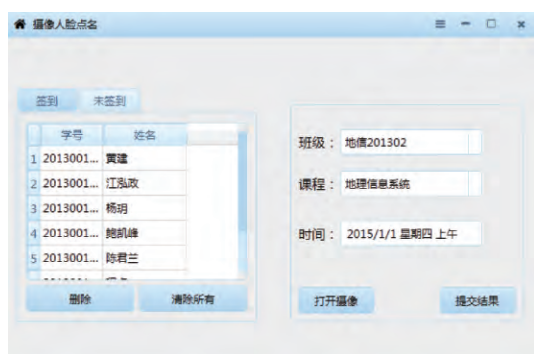 摄像人脸点名
签到 未签到
学号 姓名
1 2013001... 黄建
2 2013001... 江泓政
3 2013001... 杨玥
4 2013001... 鲍凯峰
5 2013001... 陈君兰
删除 清除所有
班级： 地信201302
课程： 地理信息系统
时间： 2015/1/1 星期四 上午
打开摄像 提交结果